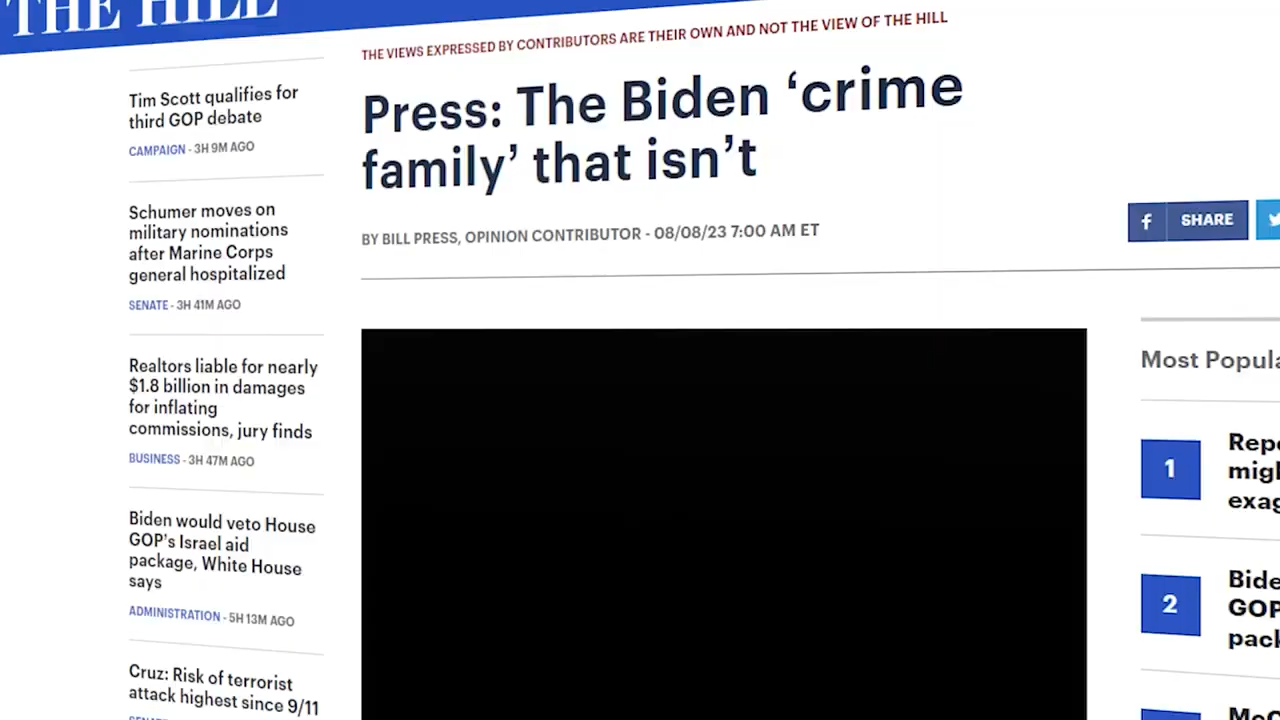 THE HILL
THE VIEWS EXPRESSED BY CONTRIBUTORS ARE THEIR OWN AND NOT THE VIEW OF THE HILL
Press: The Biden ‘crime
family’ that isn’t
BY BILL PRESS, OPINION CONTRIBUTOR - 08/08/23 7:00 AM ET
SHARE
Tim Scott qualifies for
third GOP debate
CAMPAIGN - 3H 9M AGO
Schumer moves on
military nominations
after Marine Corps
general hospitalized
SENATE - 3H 41M AGO
Realtors liable for nearly
$1.8 billion in damages
for inflating
commissions, jury finds
BUSINESS - 3H 47M AGO
Biden would veto House
GOP’s Israel aid
package, White House
says
ADMINISTRATION - 5H 13M AGO
Cruz: Risk of terrorist
attack highest since 9/11
Most
1
2